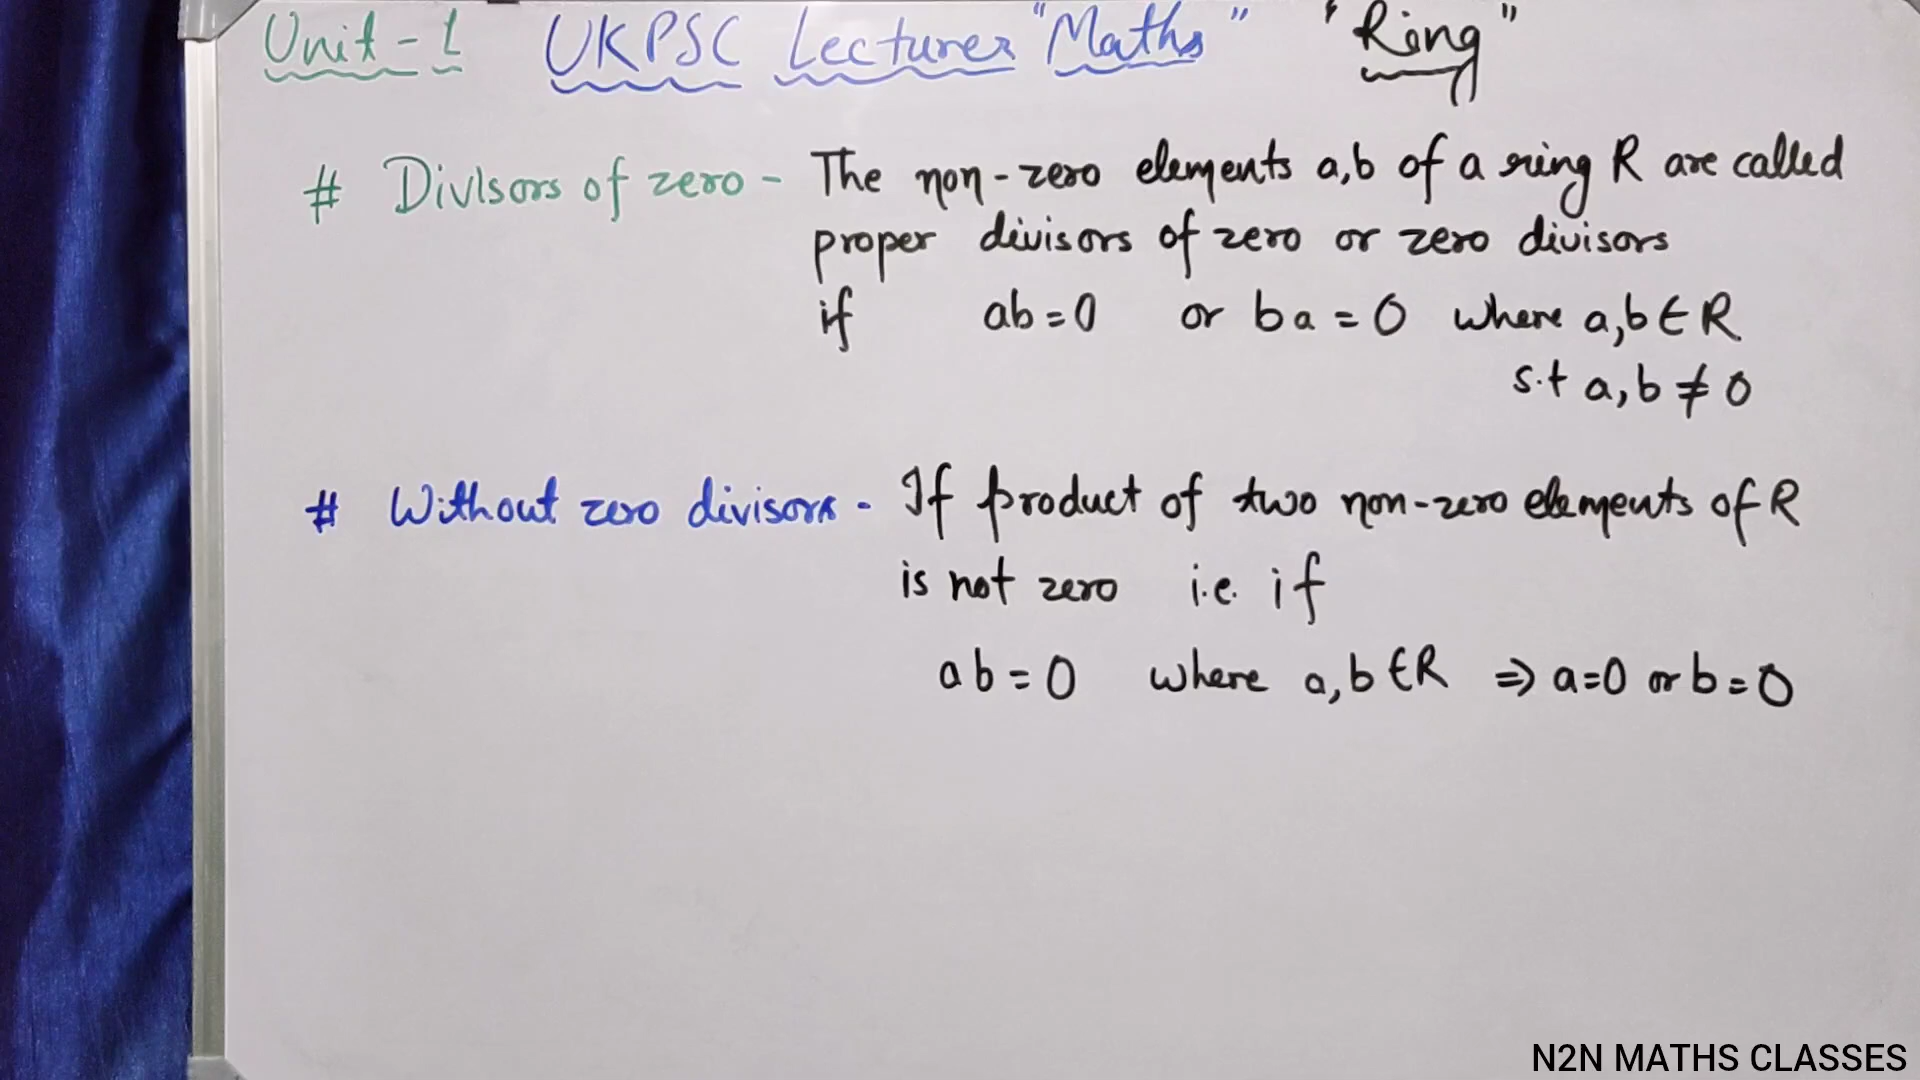 Unit-1 UKPSC Lecturer "Maths" "Ring"
# Divisors of zero - The non-zero elements a,b of a ring R are called
proper divisors of zero or zero divisors
if ab=0 or ba=0 where a,b∈R
s.t a,b≠0
# Without zero divisors - If product of two non-zero elements of R
is not zero i.e. if
ab=0 where a,b∈R ⇒ a=0 or b=0
N2N MATHS CLASSES